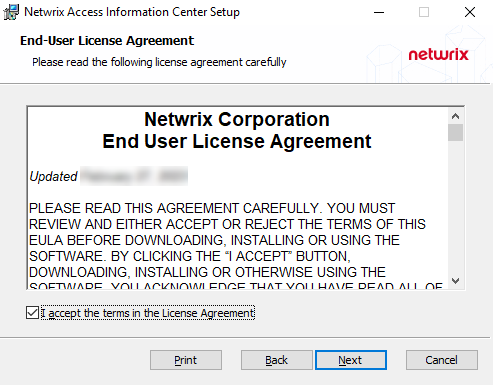 Netwrix Access Information Center Setup
End-User License Agreement
Please read the following license agreement carefully
netwrix
Netwrix Corporation
End User License Agreement
Updated
PLEASE READ THIS AGREEMENT CAREFULLY. YOU MUST
REVIEW AND EITHER ACCEPT OR REJECT THE TERMS OF THIS
EULA BEFORE DOWNLOADING, INSTALLING OR USING THE
SOFTWARE. BY CLICKING THE “I ACCEPT” BUTTON,
DOWNLOADING, INSTALLING OR OTHERWISE USING THE
SOFTWARE, YOU ACKNOWLEDGE THAT YOU HAVE READ ALL OF
I accept the terms in the License Agreement
Print Back Next Cancel